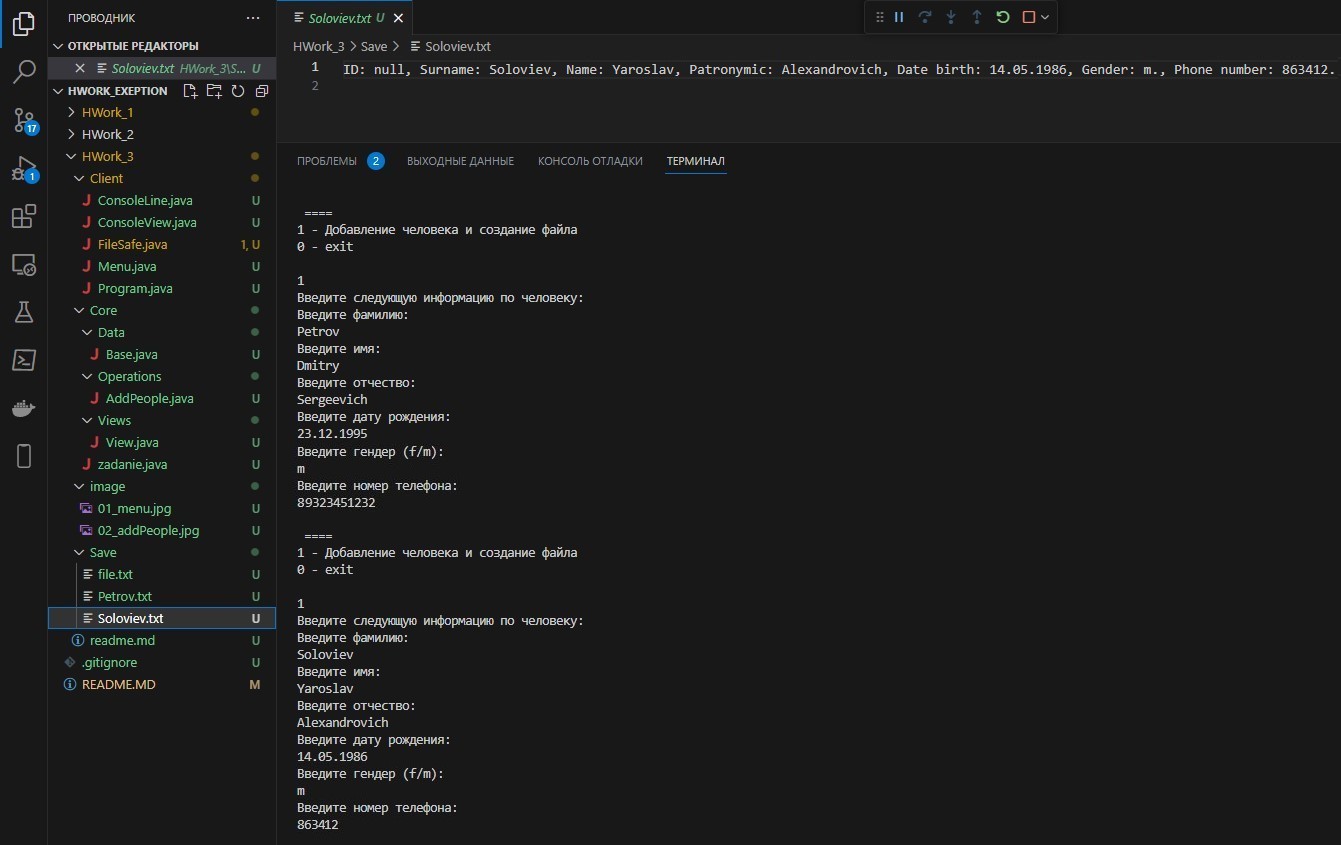 ПРОВОДНИК
ОТКРЫТЫЕ РЕДАКТОРЫ
Soloviev.txt HWork_3\S... U
HWORK_EXEPTION
HWork_1
HWork_2
HWork_3
Client
ConsoleLine.java U
ConsoleView.java U
FileSafe.java 1, U
Menu.java U
Program.java U
Core
Data
Base.java U
Operations
AddPeople.java U
Views
View.java U
zadanie.java U
image
01_menu.jpg U
02_addPeople.jpg U
Save
file.txt U
Petrov.txt U
Soloviev.txt U
readme.md U
.gitignore U
README.MD M
17
1
Soloviev.txt U
HWork_3 > Save > Soloviev.txt
1 ID: null, Surname: Soloviev, Name: Yaroslav, Patronymic: Alexandrovich, Date birth: 14.05.1986, Gender: m., Phone number: 863412.
2
ПРОБЛЕМЫ 2 ВЫХОДНЫЕ ДАННЫЕ КОНСОЛЬ ОТЛАДКИ ТЕРМИНАЛ
====
1 - Добавление человека и создание файла
0 - exit
1
Введите следующую информацию по человеку:
Введите фамилию:
Petrov
Введите имя:
Dmitry
Введите отчество:
Sergeevich
Введите дату рождения:
23.12.1995
Введите гендер (f/m):
m
Введите номер телефона:
89323451232
====
1 - Добавление человека и создание файла
0 - exit
1
Введите следующую информацию по человеку:
Введите фамилию:
Soloviev
Введите имя:
Yaroslav
Введите отчество:
Alexandrovich
Введите дату рождения:
14.05.1986
Введите гендер (f/m):
m
Введите номер телефона:
863412